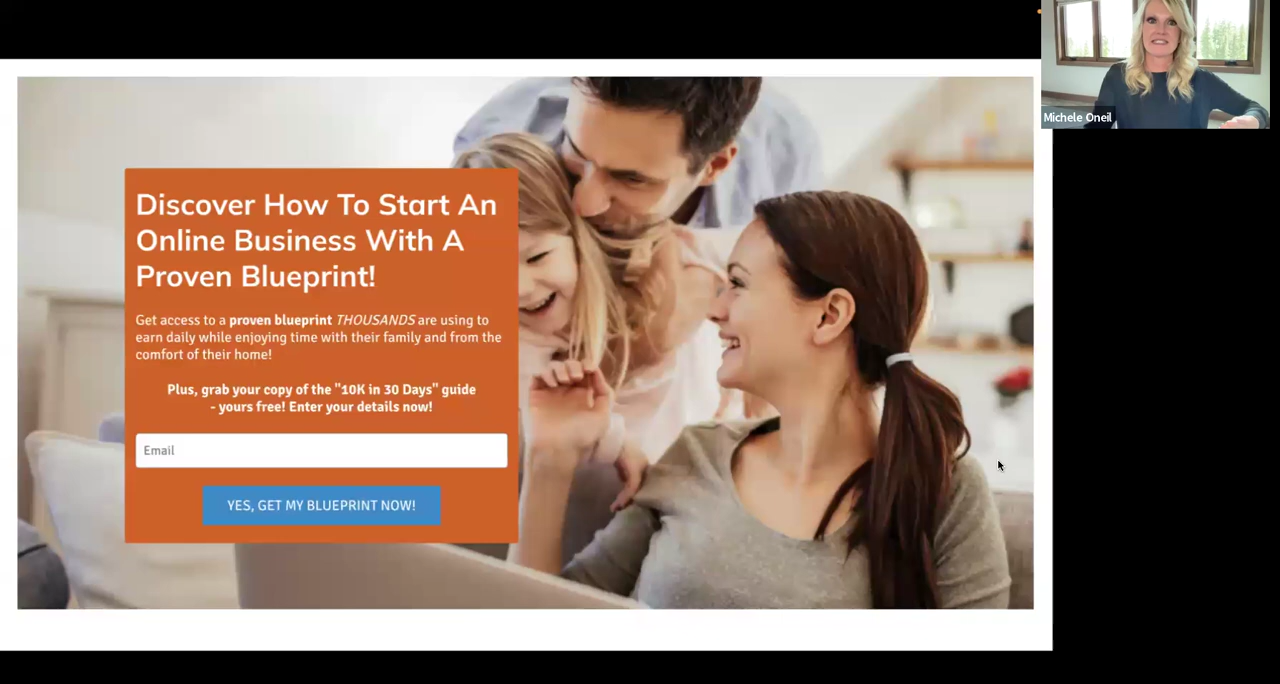 Michele Oneil
Discover How To Start An
Online Business With A
Proven Blueprint!
Get access to a proven blueprint THOUSANDS are using to
earn daily while enjoying time with their family and from the
comfort of their home!
Plus, grab your copy of the "10K in 30 Days" guide
- yours free! Enter your details now!
Email
YES, GET MY BLUEPRINT NOW!